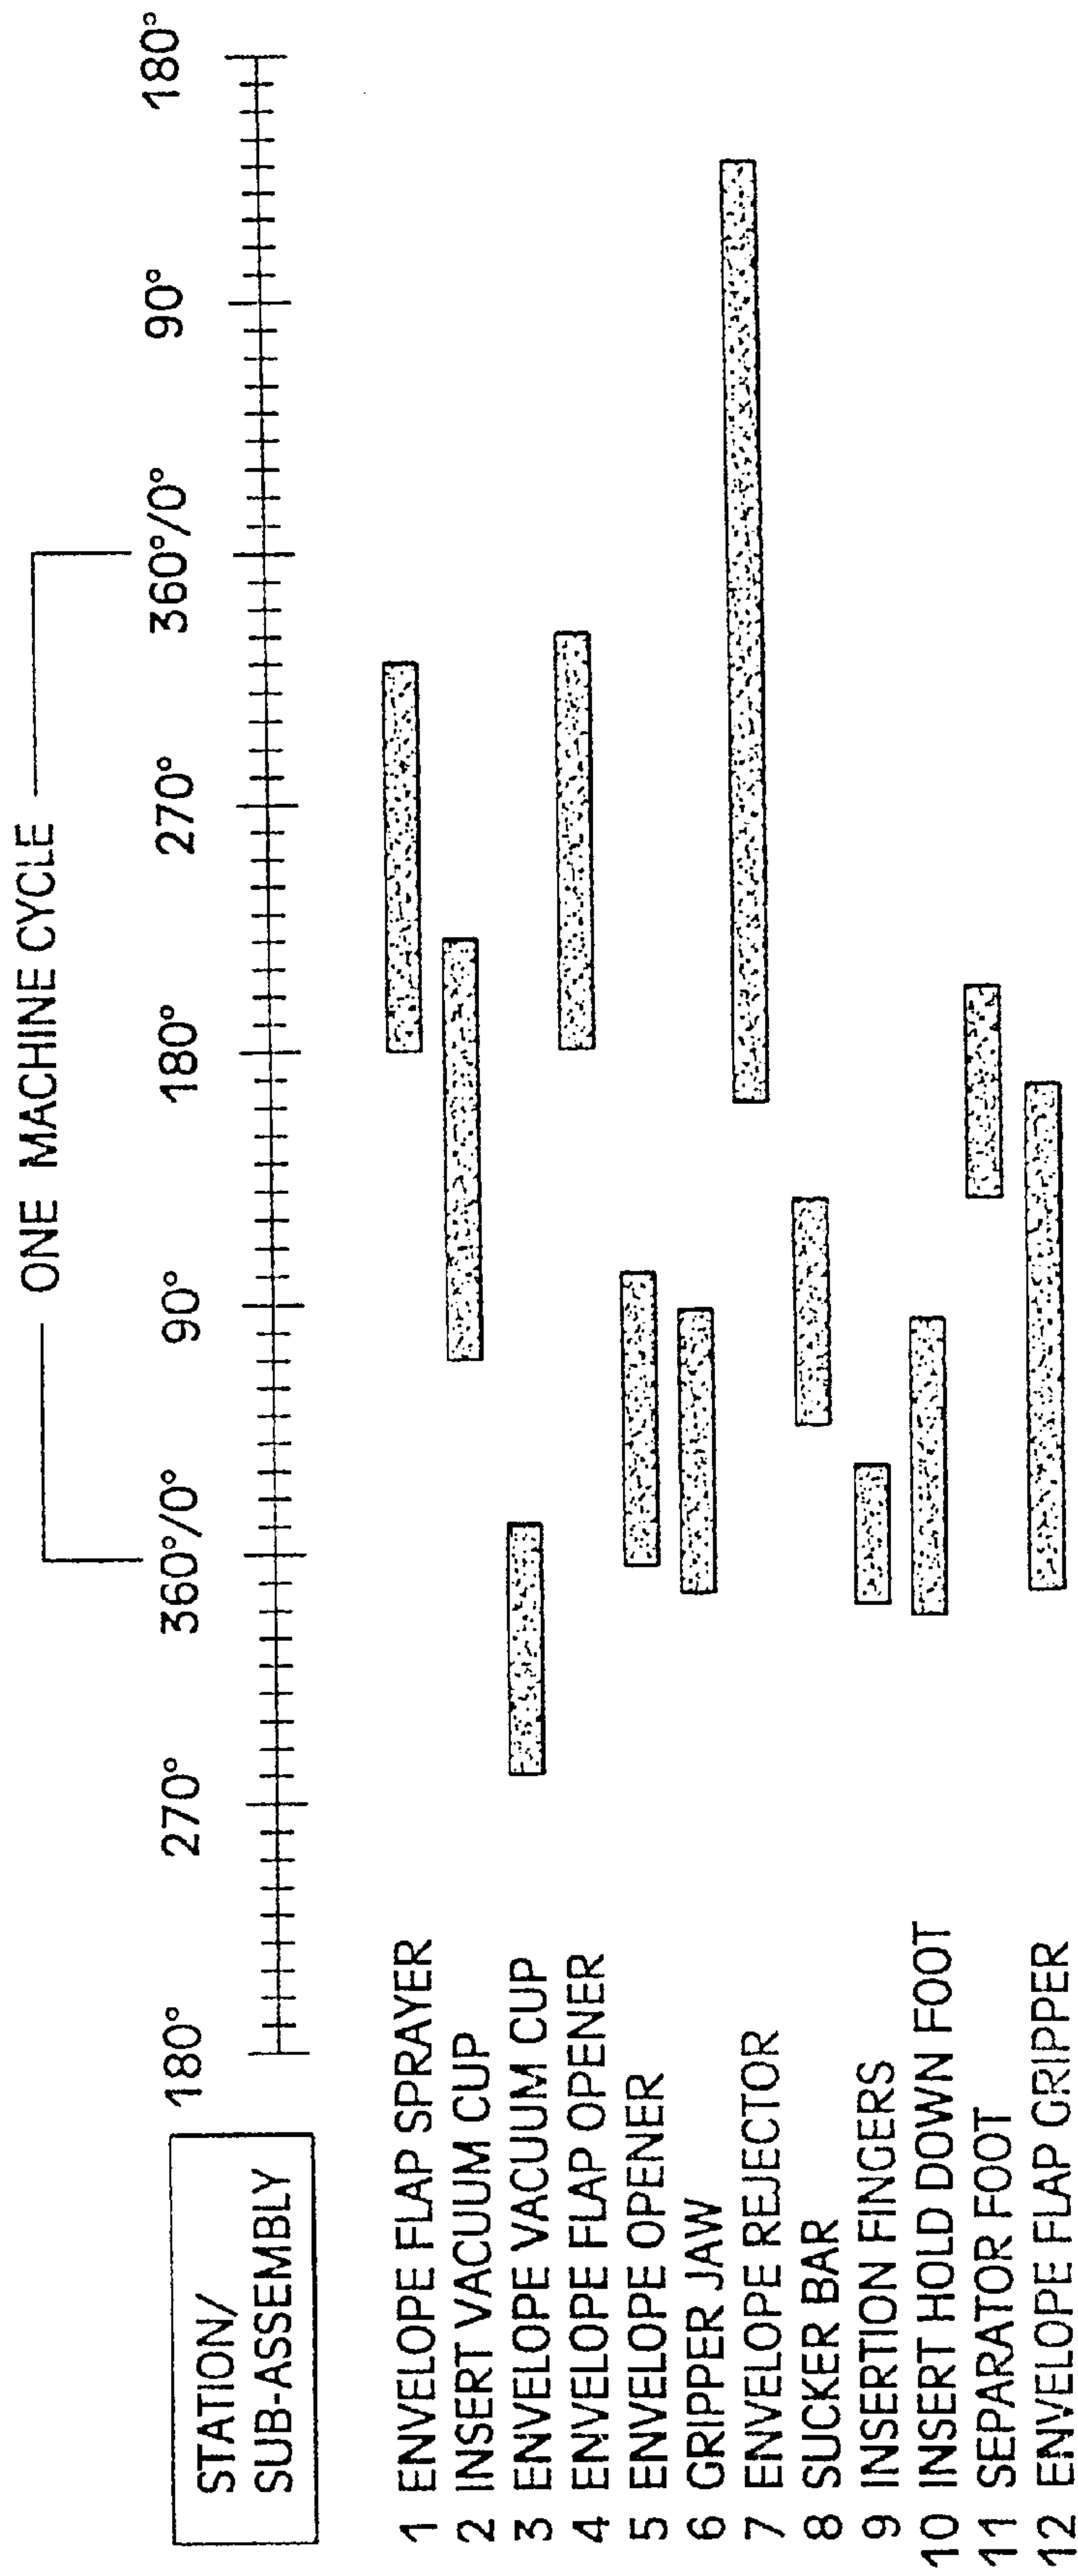 ONE MACHINE CYCLE
180° 270° 360°/0° 90° 180° 270° 360°/0° 90° 180°
STATION/
SUB-ASSEMBLY
1 ENVELOPE FLAP SPRAYER
2 INSERT VACUUM CUP
3 ENVELOPE VACUUM CUP
4 ENVELOPE FLAP OPENER
5 ENVELOPE OPENER
6 GRIPPER JAW
7 ENVELOPE REJECTOR
8 SUCKER BAR
9 INSERTION FINGERS
10 INSERT HOLD DOWN FOOT
11 SEPARATOR FOOT
12 ENVELOPE FLAP GRIPPER